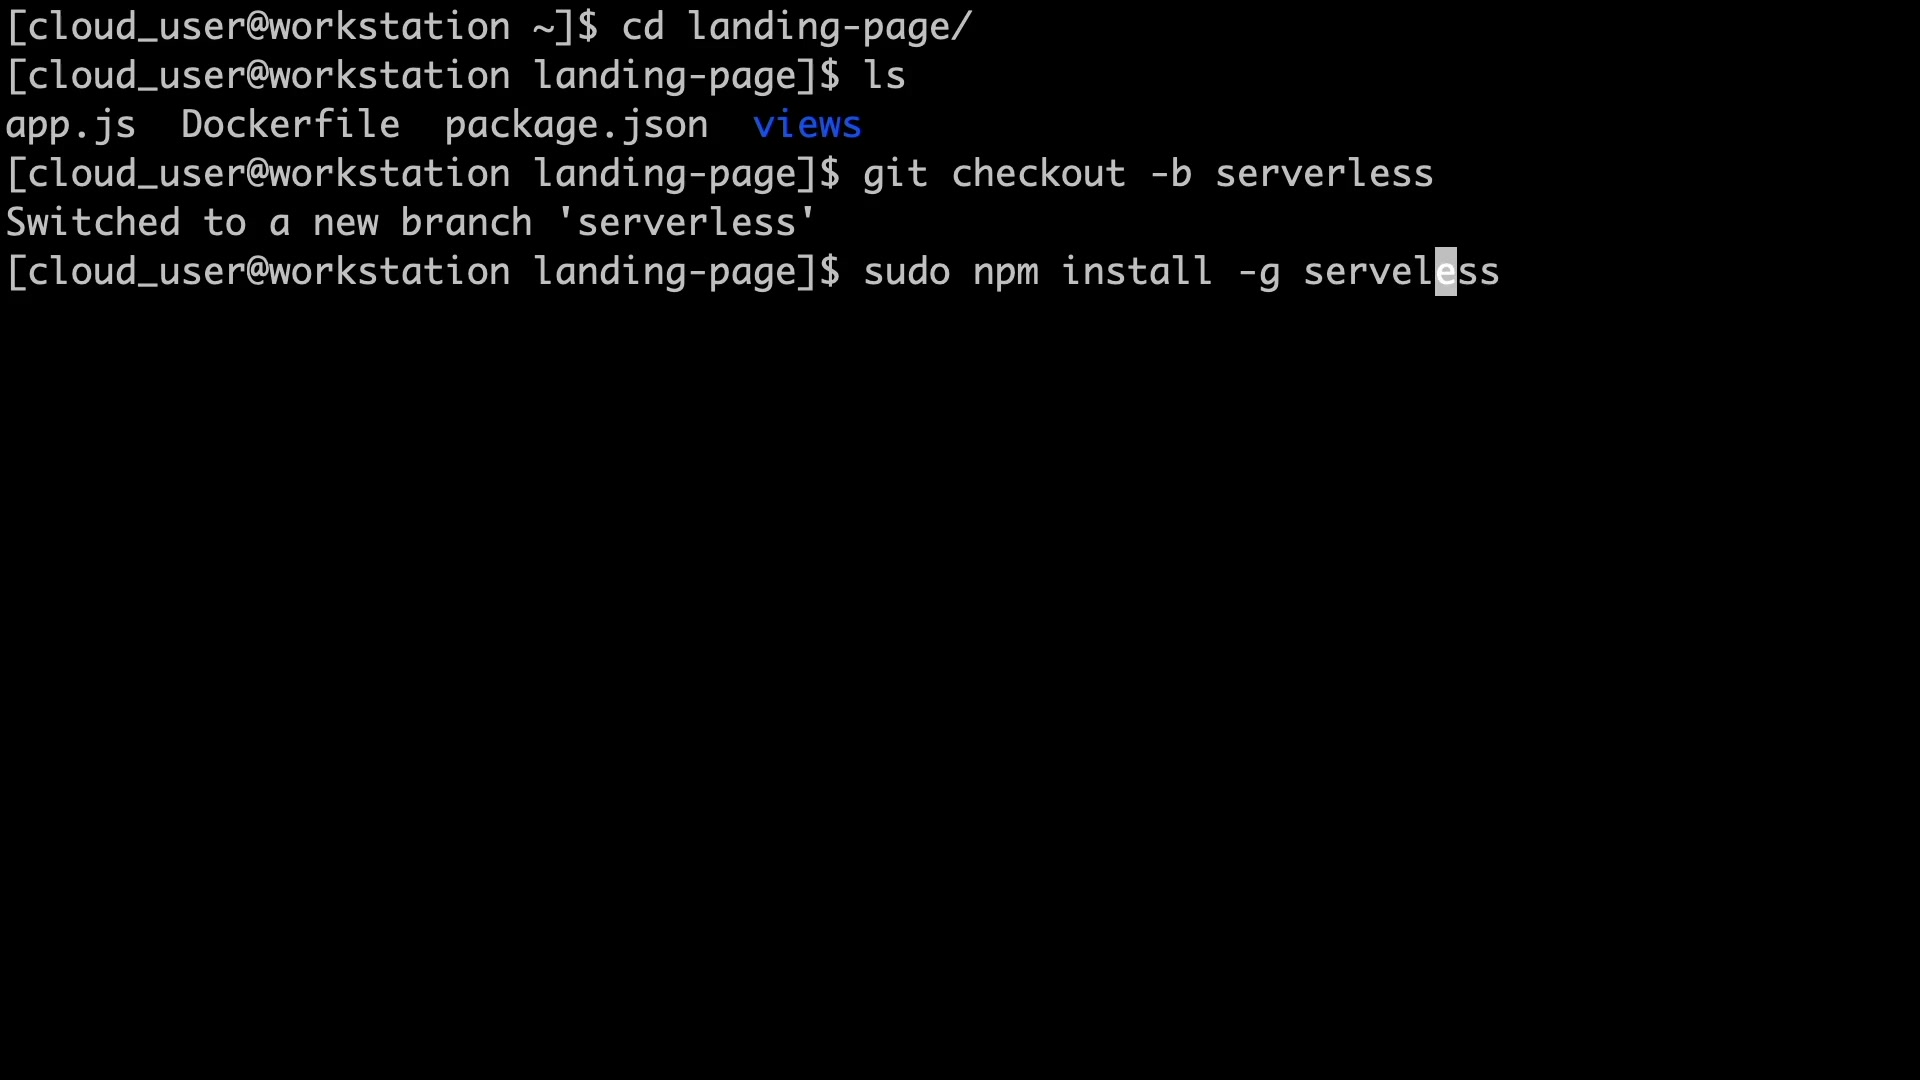 [cloud_user@workstation ~]$ cd landing-page/
[cloud_user@workstation landing-page]$ ls
app.js  Dockerfile  package.json  views
[cloud_user@workstation landing-page]$ git checkout -b serverless
Switched to a new branch 'serverless'
[cloud_user@workstation landing-page]$ sudo npm install -g serveless